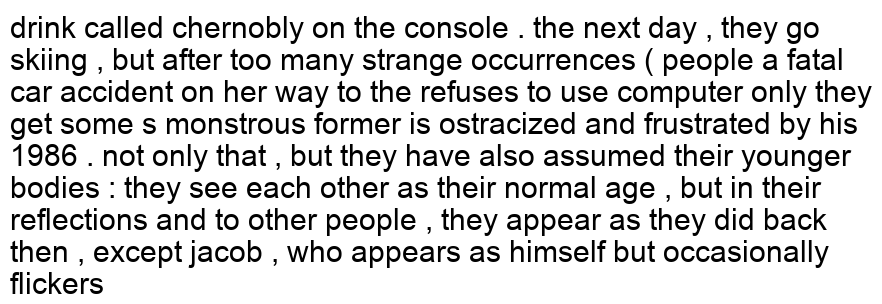 drink called chernobly on the console . the next day , they go
skiing , but after too many strange occurrences ( people a fatal
car accident on her way to the refuses to use computer only they
get some s monstrous former is ostracized and frustrated by his
1986 . not only that , but they have also assumed their younger
bodies : they see each other as their normal age , but in their
reflections and to other people , they appear as they did back
then , except jacob , who appears as himself but occasionally
flickers